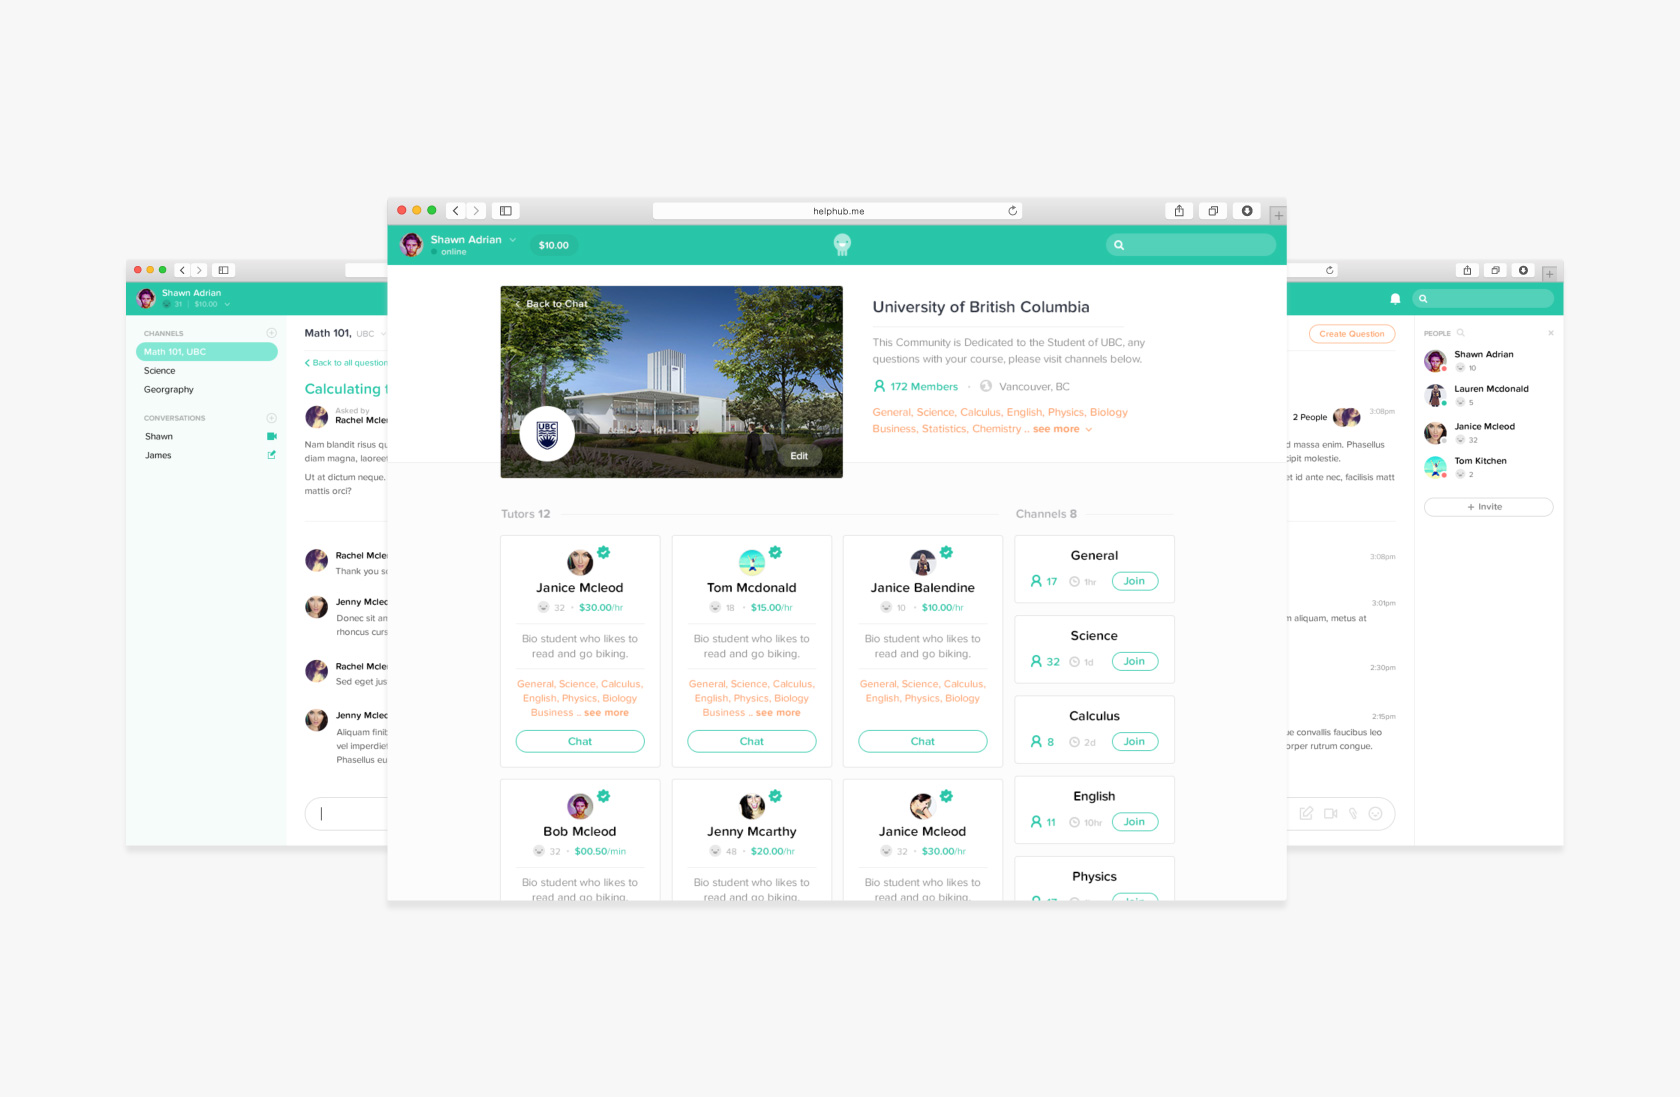 helphub.me
Shawn Adrian
online
$10.00
Back to Chat
UBC
Edit
University of British Columbia
This Community is Dedicated to the Student of UBC, any
questions with your course, please visit channels below.
172 Members
Vancouver, BC
General, Science, Calculus, English, Physics, Biology
Business, Statistics, Chemistry .. see more
Tutors 12
Janice Mcleod
32 • $30.00/hr
Bio student who likes to
read and go biking.
General, Science, Calculus,
English, Physics, Biology
Business .. see more
Chat
Tom Mcdonald
18 • $15.00/hr
Bio student who likes to
read and go biking.
General, Science, Calculus,
English, Physics, Biology
Business .. see more
Chat
Janice Balendine
10 • $10.00/hr
Bio student who likes to
read and go biking.
General, Science, Calculus,
English, Physics, Biology
Chat
Bob Mcleod
32 • $00.50/min
Bio student who likes to
read and go biking.
Jenny Mcarthy
48 • $20.00/hr
Bio student who likes to
read and go biking.
Janice Mcleod
32 • $30.00/hr
Bio student who likes to
read and go biking.
Channels 8
General
17 1hr Join
Science
32 1d Join
Calculus
8 2d Join
English
11 10hr Join
Physics
17 Join
Shawn Adrian
31 | $10.00
CHANNELS
Math 101, UBC
Science
Georgraphy
CONVERSATIONS
Shawn
James
Math 101, UBC
Back to all question
Calculating t
Asked by
Rachel Mcle
Nam blandit risus qu
diam magna, laoreet
Ut at dictum neque.
mattis orci?
Rachel Mcle
Thank you so
Jenny Mcleo
Donec sit an
rhoncus curs
Rachel Mcle
Sed eget jus
Jenny Mcleo
Aliquam finib
vel imperdiet
Phasellus eu
Create Question
2 People
3:08pm
d massa enim. Phasellus
cipit molestie.
et id ante nec, facilisis matt
3:08pm
3:01pm
m aliquam, metus at
2:30pm
2:15pm
e convallis faucibus leo
orper rutrum congue.
PEOPLE
Shawn Adrian
10
Lauren Mcdonald
5
Janice Mcleod
32
Tom Kitchen
2
+ Invite